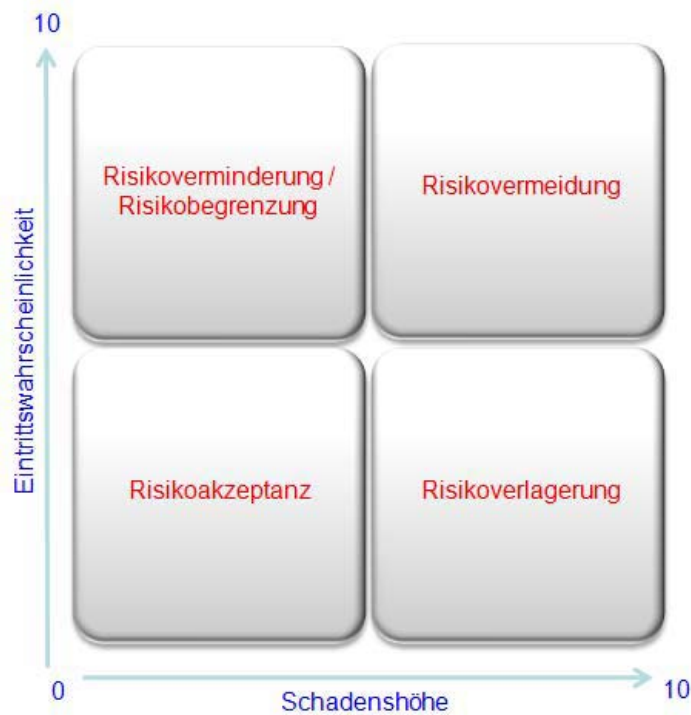 10
Risikoverminderung /
Risikobegrenzung
Risikovermeidung
Eintrittswahrscheinlichkeit
Risikoakzeptanz
Risikoverlagerung
0
Schadenshöhe
10